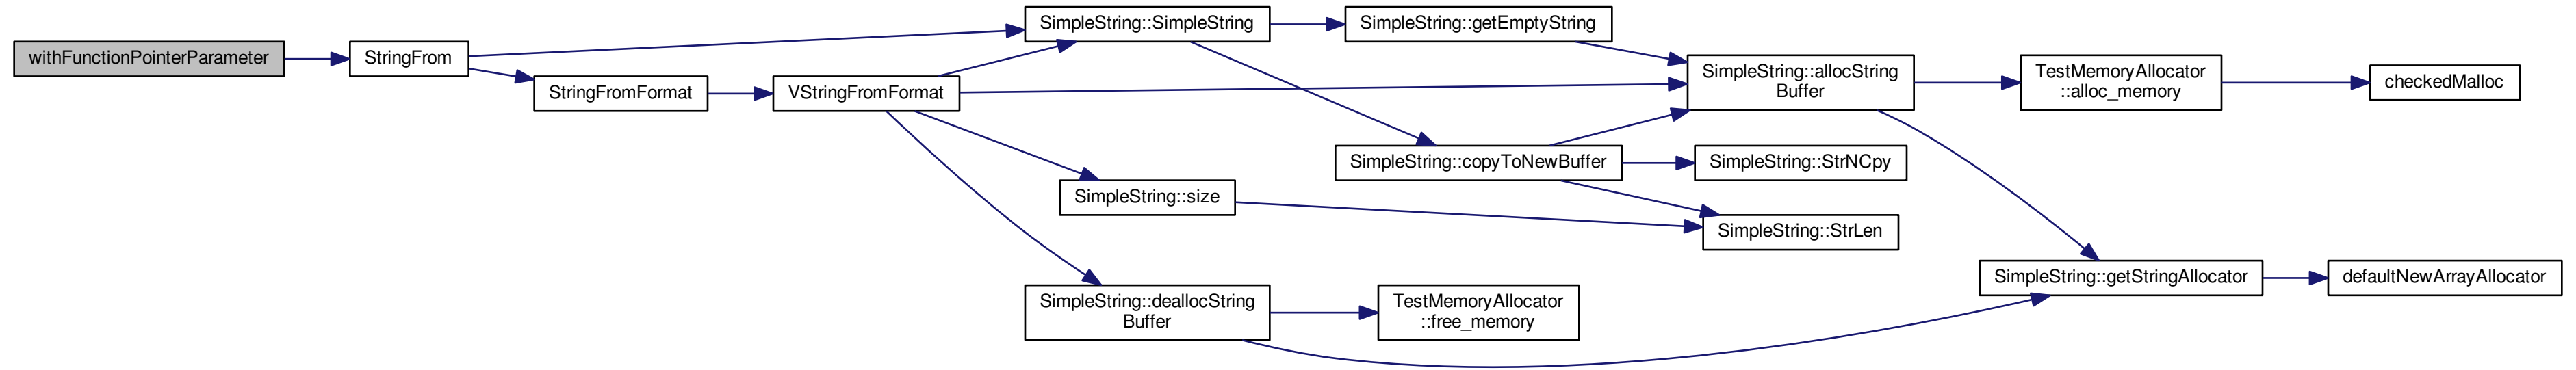 withFunctionPointerParameter
StringFrom
StringFromFormat
VStringFromFormat
SimpleString::SimpleString
SimpleString::getEmptyString
SimpleString::allocString
Buffer
TestMemoryAllocator
::alloc_memory
checkedMalloc
SimpleString::copyToNewBuffer
SimpleString::StrNCpy
SimpleString::size
SimpleString::StrLen
SimpleString::getStringAllocator
defaultNewArrayAllocator
SimpleString::deallocString
Buffer
TestMemoryAllocator
::free_memory